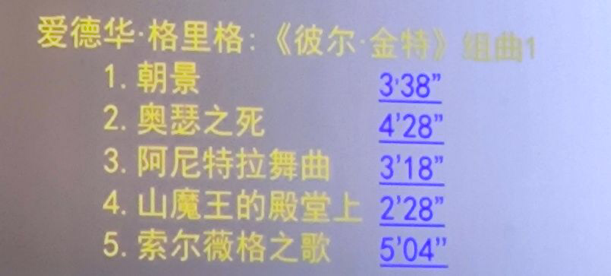 爱德华·格里格：《彼尔·金特》组曲1
1. 朝景 3'38"
2. 奥瑟之死 4'28"
3. 阿尼特拉舞曲 3'18"
4. 山魔王的殿堂上 2'28"
5. 索尔薇格之歌 5'04"